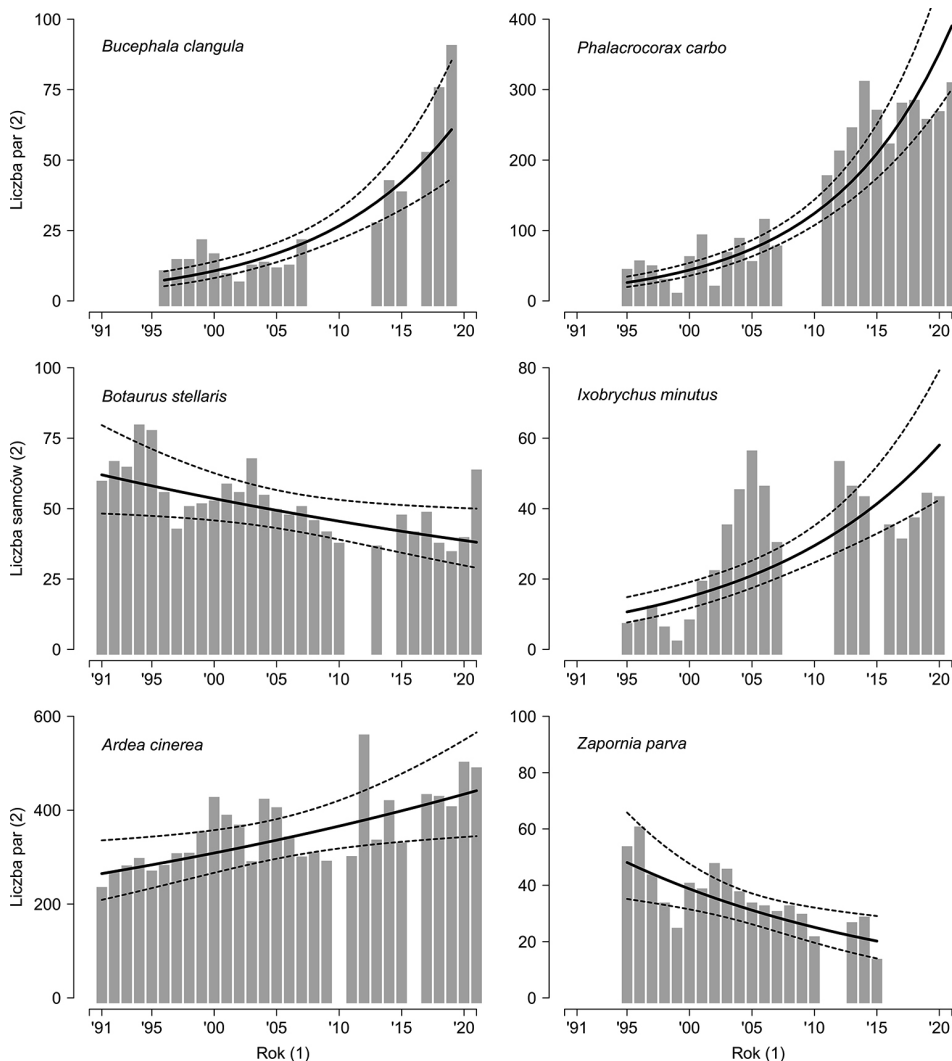 Bucephala clangula
Liczba par (2)
100
75
50
25
0
'91 '95 '00 '05 '10 '15 '20
Phalacrocorax carbo
400
300
200
100
0
'91 '95 '00 '05 '10 '15 '20
Botaurus stellaris
Liczba samców (2)
100
75
50
25
0
'91 '95 '00 '05 '10 '15 '20
Ixobrychus minutus
80
60
40
20
0
'91 '95 '00 '05 '10 '15 '20
Ardea cinerea
Liczba par (2)
600
400
200
0
'91 '95 '00 '05 '10 '15 '20
Rok (1)
Zapornia parva
100
80
60
40
20
0
'91 '95 '00 '05 '10 '15 '20
Rok (1)